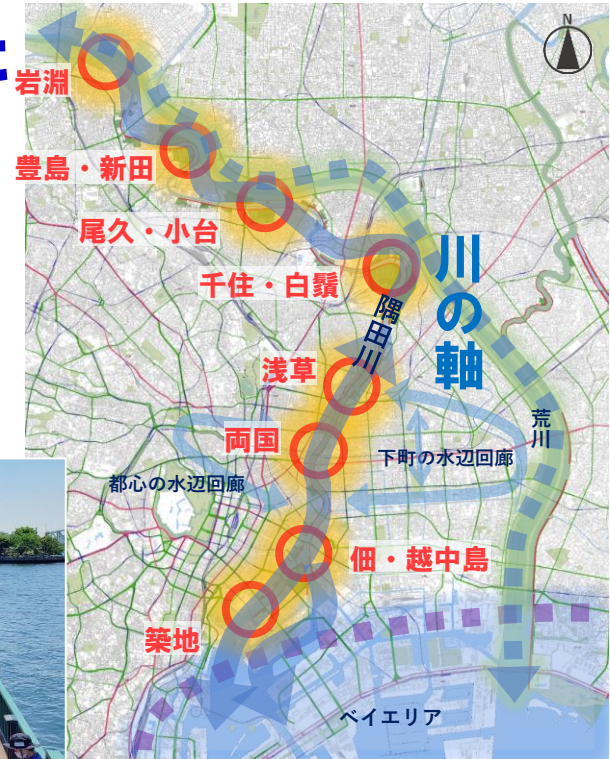 N
岩淵
豊島・新田
尾久・小台
千住・白鬚
川の軸
隅田川
浅草
荒川
両国
下町の水辺回廊
都心の水辺回廊
佃・越中島
築地
ベイエリア